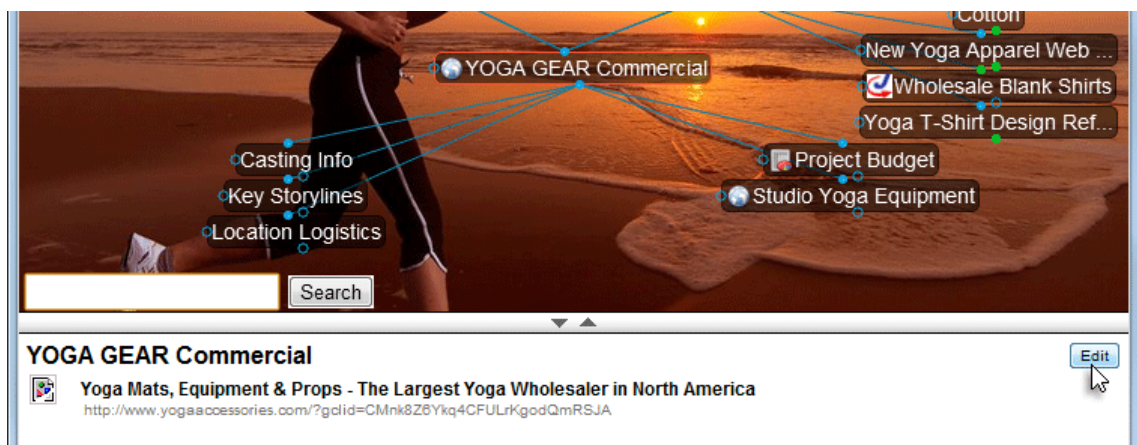 Cotton
YOGA GEAR Commercial
New Yoga Apparel Web ...
Wholesale Blank Shirts
Yoga T-Shirt Design Ref...
Casting Info
Project Budget
Key Storylines
Studio Yoga Equipment
Location Logistics
Search
YOGA GEAR Commercial
Edit
Yoga Mats, Equipment & Props - The Largest Yoga Wholesaler in North America
http://www.yogaaccessories.com/?gclid=CMnk8Z6Ykq4CFULrKgodQmRSJA